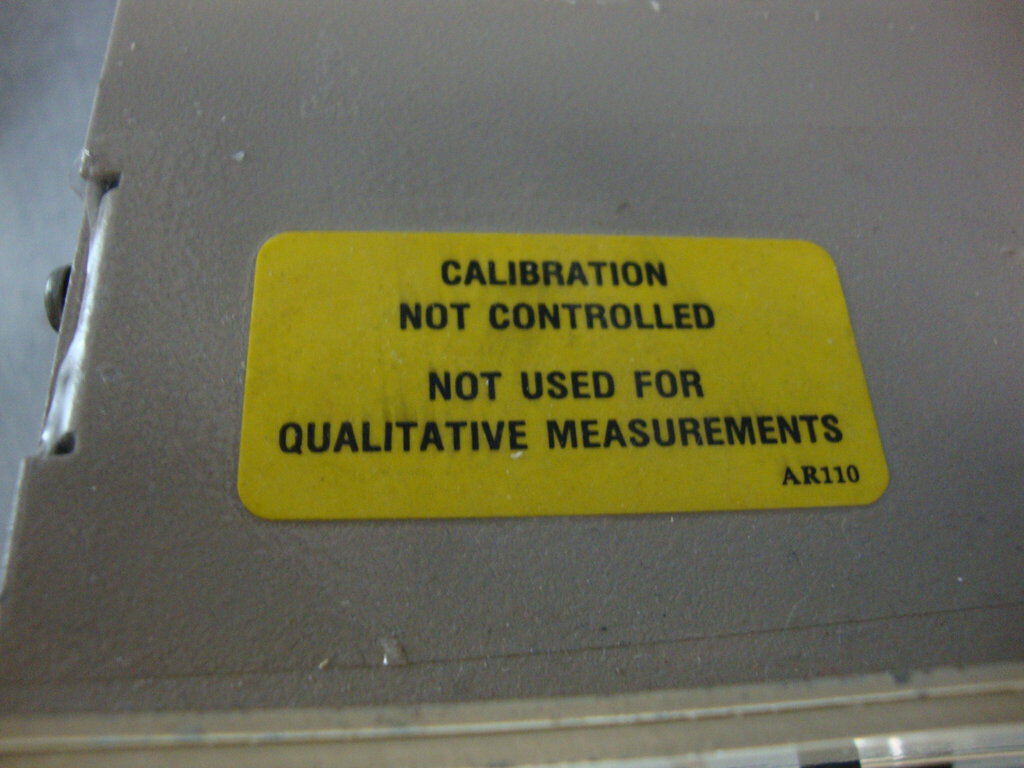 CALIBRATION
NOT CONTROLLED
NOT USED FOR
QUALITATIVE MEASUREMENTS
AR110